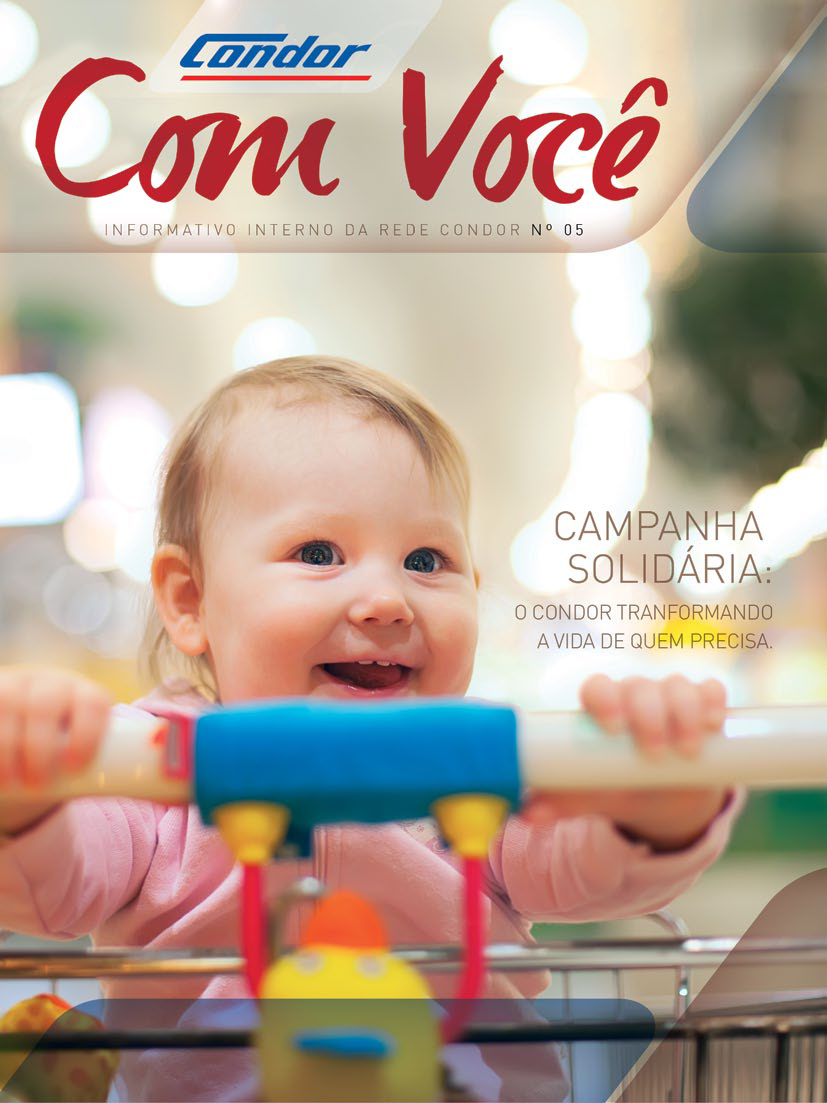 Condor
Com Você
INFORMATIVO INTERNO DA REDE CONDOR Nº 05
CAMPANHA
SOLIDÁRIA:
O CONDOR TRANFORMANDO
A VIDA DE QUEM PRECISA.